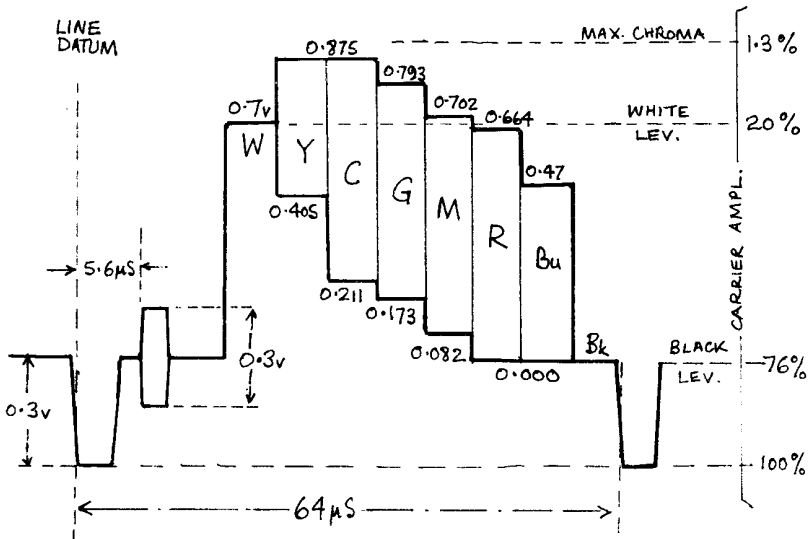 LINE
DATUM
MAX. CHROMA
1.3%
0.875
0.793
0.7v
0.702
0.664
WHITE
LEV.
20%
W
Y
C
G
M
R
Bu
0.47
0.405
5.6µS
0.211
0.173
0.082
0.000
0.3v
0.3v
Bk
BLACK
LEV.
76%
100%
64µS
CARRIER AMPL.